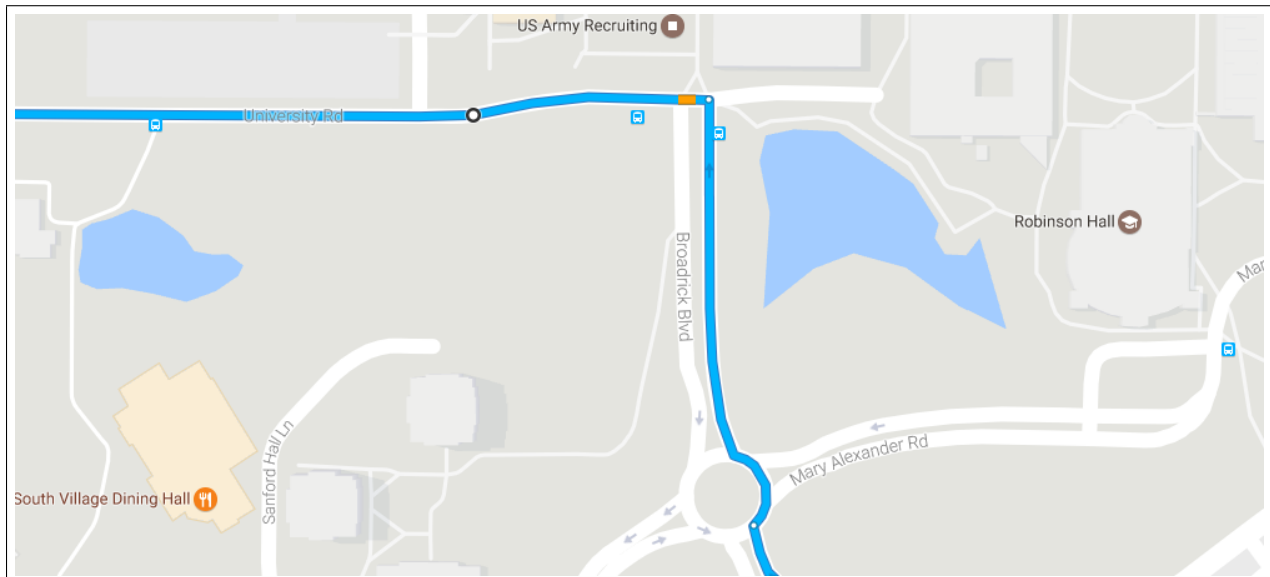 US Army Recruiting
University Rd
Robinson Hall
Broadrick Blvd
Mar
Mary Alexander Rd
Sanford Hall Ln
South Village Dining Hall